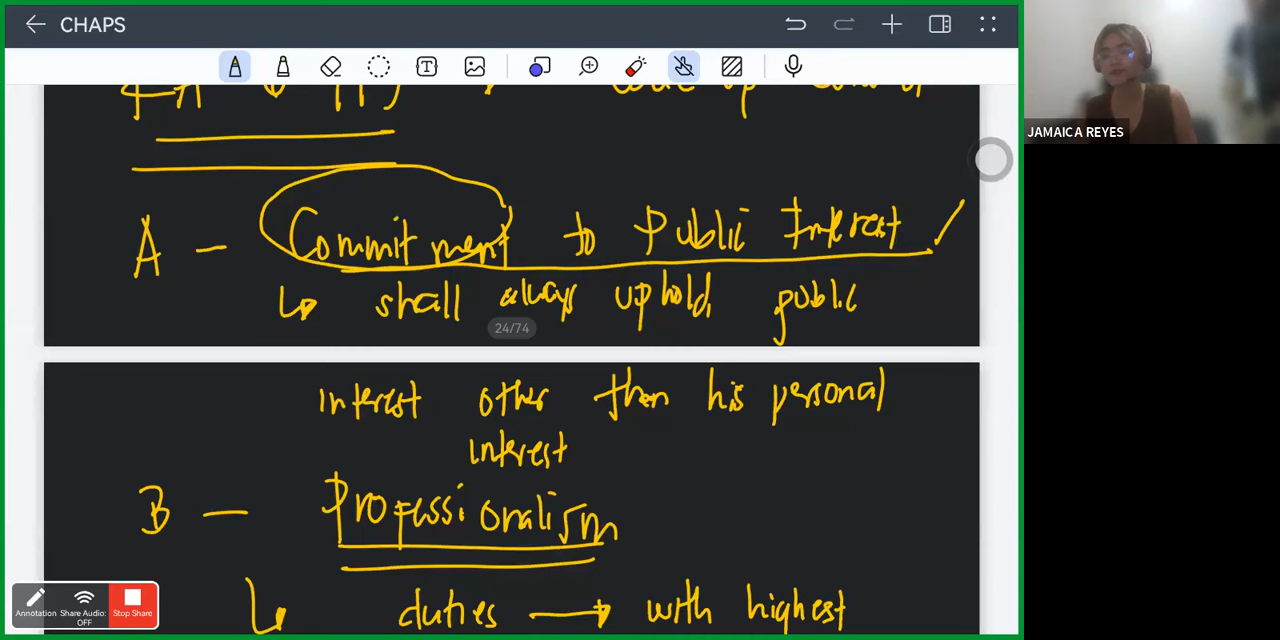 CHAPS
JAMAICA REYES
A - Commitment to Public Interest
↳ shall always uphold public
24/74
interest other than his personal
interest
B - Professionalism
↳ duties → with highest
Annotation Share Audio: OFF Stop Share